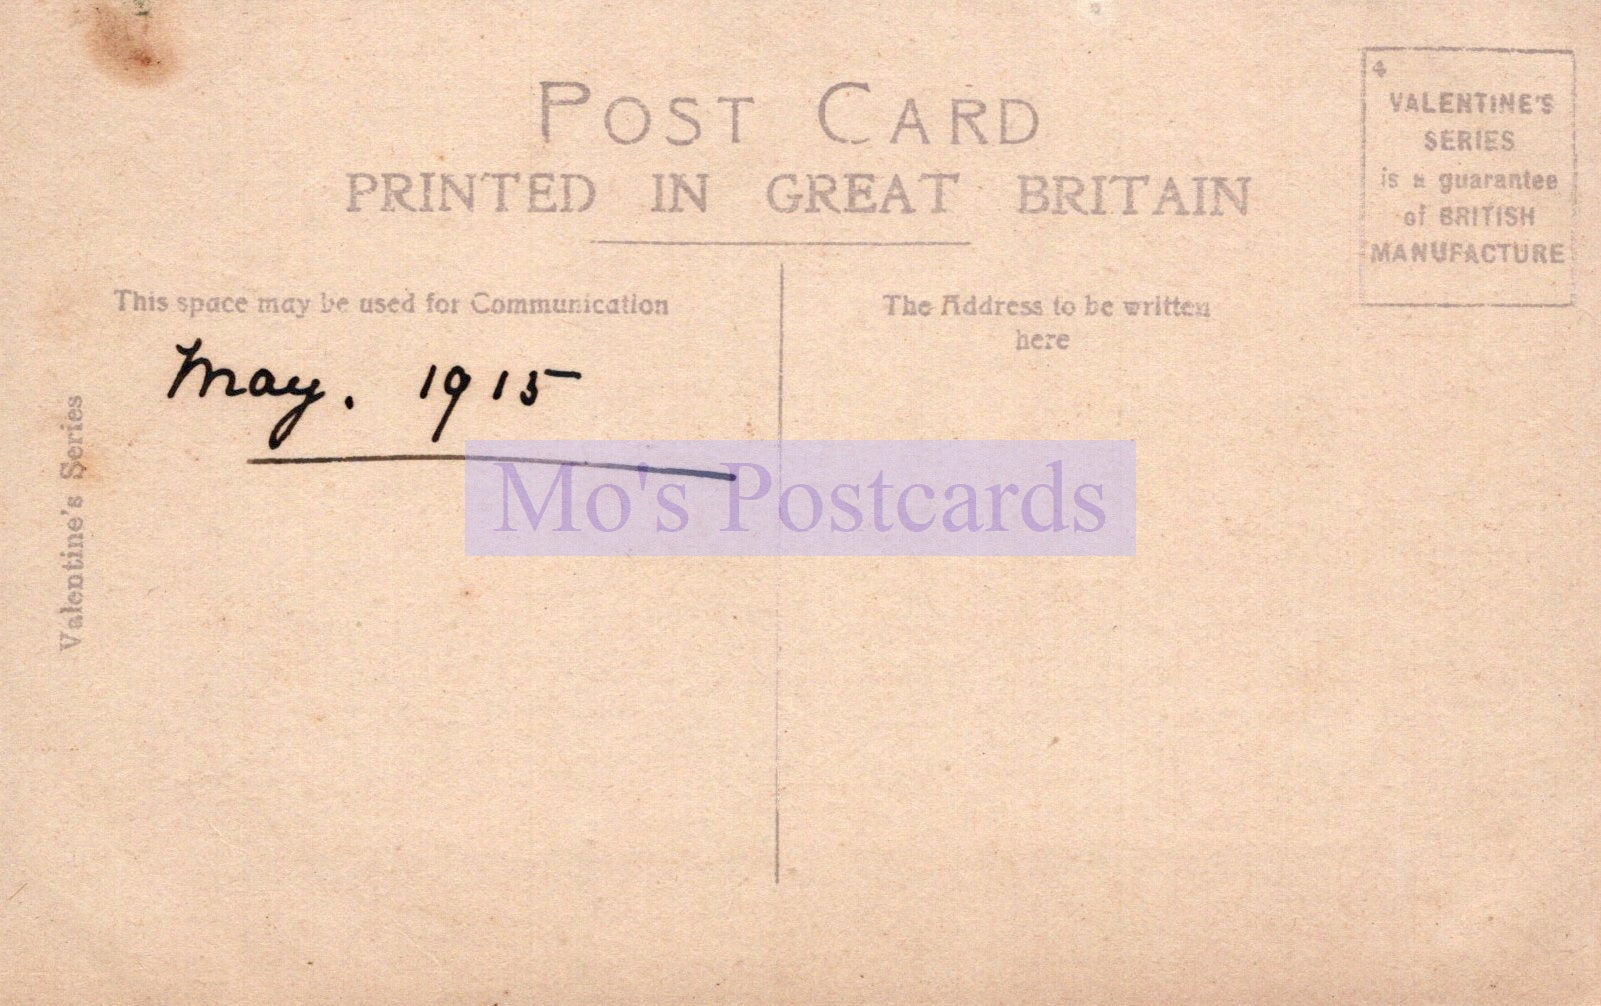 POST CARD
PRINTED IN GREAT BRITAIN
4
VALENTINE'S
SERIES
is a guarantee
of BRITISH
MANUFACTURE
This space may be used for Communication
The Address to be written
here
May. 1915
Valentine's Series
Mo's Postcards